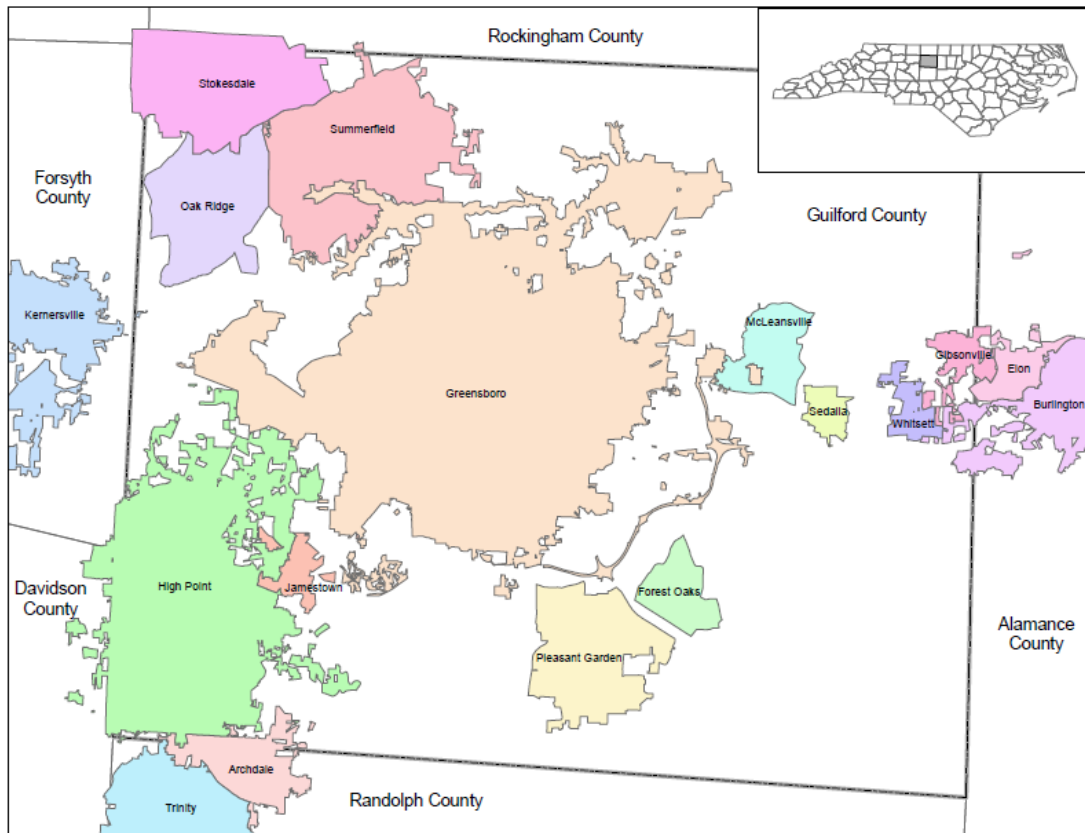 Rockingham County
Stokesdale
Summerfield
Forsyth
County
Oak Ridge
Guilford County
Kernersville
McLeansville
Gibsonville
Elon
Greensboro
Sedalia
Burlington
Whitsett
High Point
Jamestown
Davidson
County
Forest Oaks
Alamance
County
Pleasant Garden
Archdale
Randolph County
Trinity